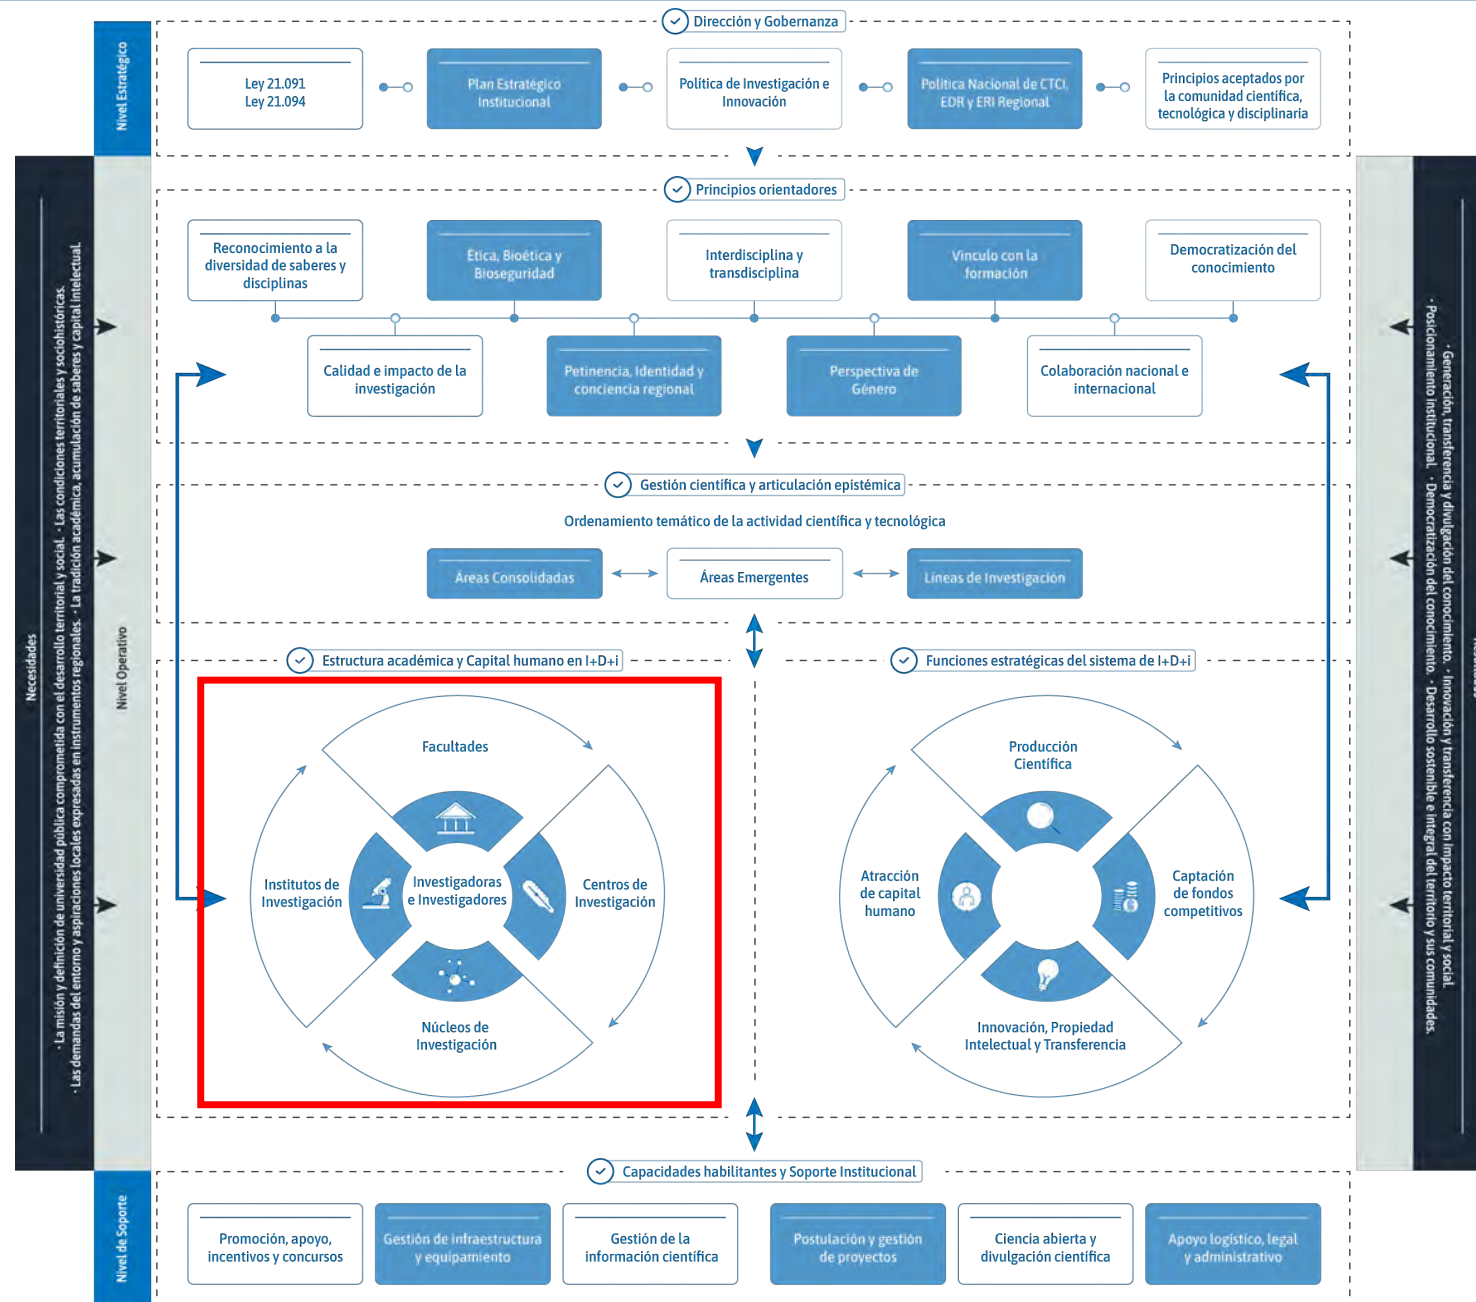 Dirección y Gobernanza
Nivel Estratégico
Ley 21.091
Ley 21.094
Plan Estratégico
Institucional
Política de Investigación e
Innovación
Política Nacional de CTCI,
EDR y ERI Regional
Principios aceptados por
la comunidad científica,
tecnológica y disciplinaria
Principios orientadores
Reconocimiento a la
diversidad de saberes y
disciplinas
Ética, Bioética y
Bioseguridad
Interdisciplina y
transdisciplina
Vínculo con la
formación
Democratización del
conocimiento
Calidad e impacto de la
investigación
Petinencia, Identidad y
conciencia regional
Perspectiva de
Género
Colaboración nacional e
internacional
Gestión científica y articulación epistémica
Ordenamiento temático de la actividad científica y tecnológica
Áreas Consolidadas
Áreas Emergentes
Líneas de Investigación
Necesidades
· La misión y definición de universidad pública comprometida con el desarrollo territorial y social. · Las condiciones territoriales y sociohistóricas.
· Las demandas del entorno y aspiraciones locales expresadas en instrumentos regionales. · La tradición académica, acumulación de saberes y capital intelectual.
Nivel Operativo
Estructura académica y Capital humano en I+D+i
Facultades
Institutos de
Investigación
Investigadoras
e Investigadores
Centros de
Investigación
Núcleos de
Investigación
Funciones estratégicas del sistema de I+D+i
Producción
Científica
Atracción
de capital
humano
Captación
de fondos
competitivos
Innovación, Propiedad
Intelectual y Transferencia
· Generación, transferencia y divulgación del conocimiento. · Innovación y transferencia con impacto territorial y social.
· Posicionamiento institucional. · Democratización del conocimiento. · Desarrollo sostenible e integral del territorio y sus comunidades.
Capacidades habilitantes y Soporte Institucional
Nivel de Soporte
Promoción, apoyo,
incentivos y concursos
Gestión de infraestructura
y equipamiento
Gestión de la
información científica
Postulación y gestión
de proyectos
Ciencia abierta y
divulgación científica
Apoyo logístico, legal
y administrativo